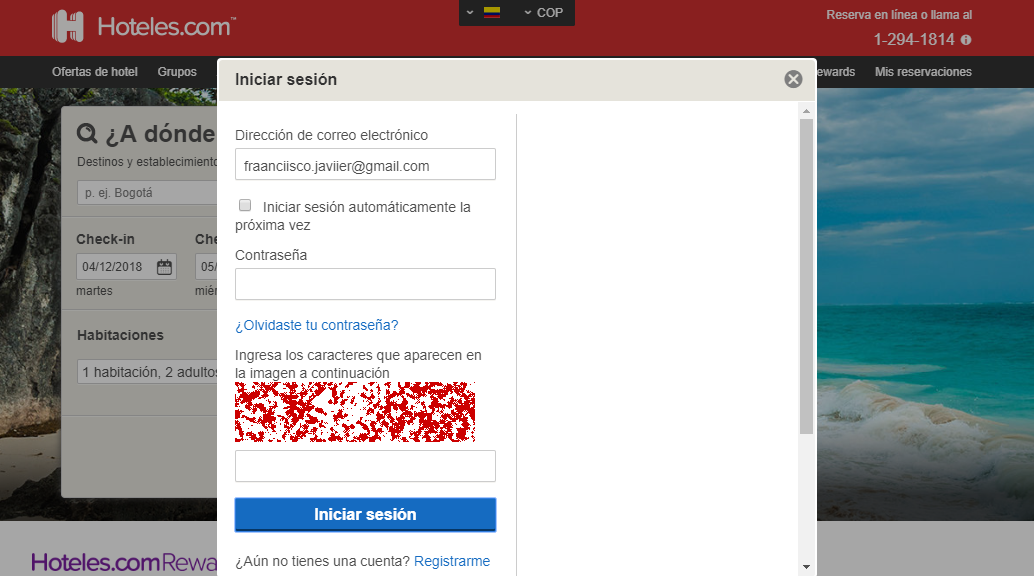 Hoteles.com™
COP
Reserva en línea o llama al
1-294-1814
Ofertas de hotel
Grupos
ewards
Mis reservaciones
Iniciar sesión
¿A dónde
Destinos y establecimiento
p. ej. Bogotá
Check-in
Che
04/12/2018
05/
martes
miér
Habitaciones
1 habitación, 2 adultos
Dirección de correo electrónico
fraanciisco.javiier@gmail.com
Iniciar sesión automáticamente la
próxima vez
Contraseña
¿Olvidaste tu contraseña?
Ingresa los caracteres que aparecen en
la imagen a continuación
Iniciar sesión
¿Aún no tienes una cuenta? Registrarme
Hoteles.com Rewa